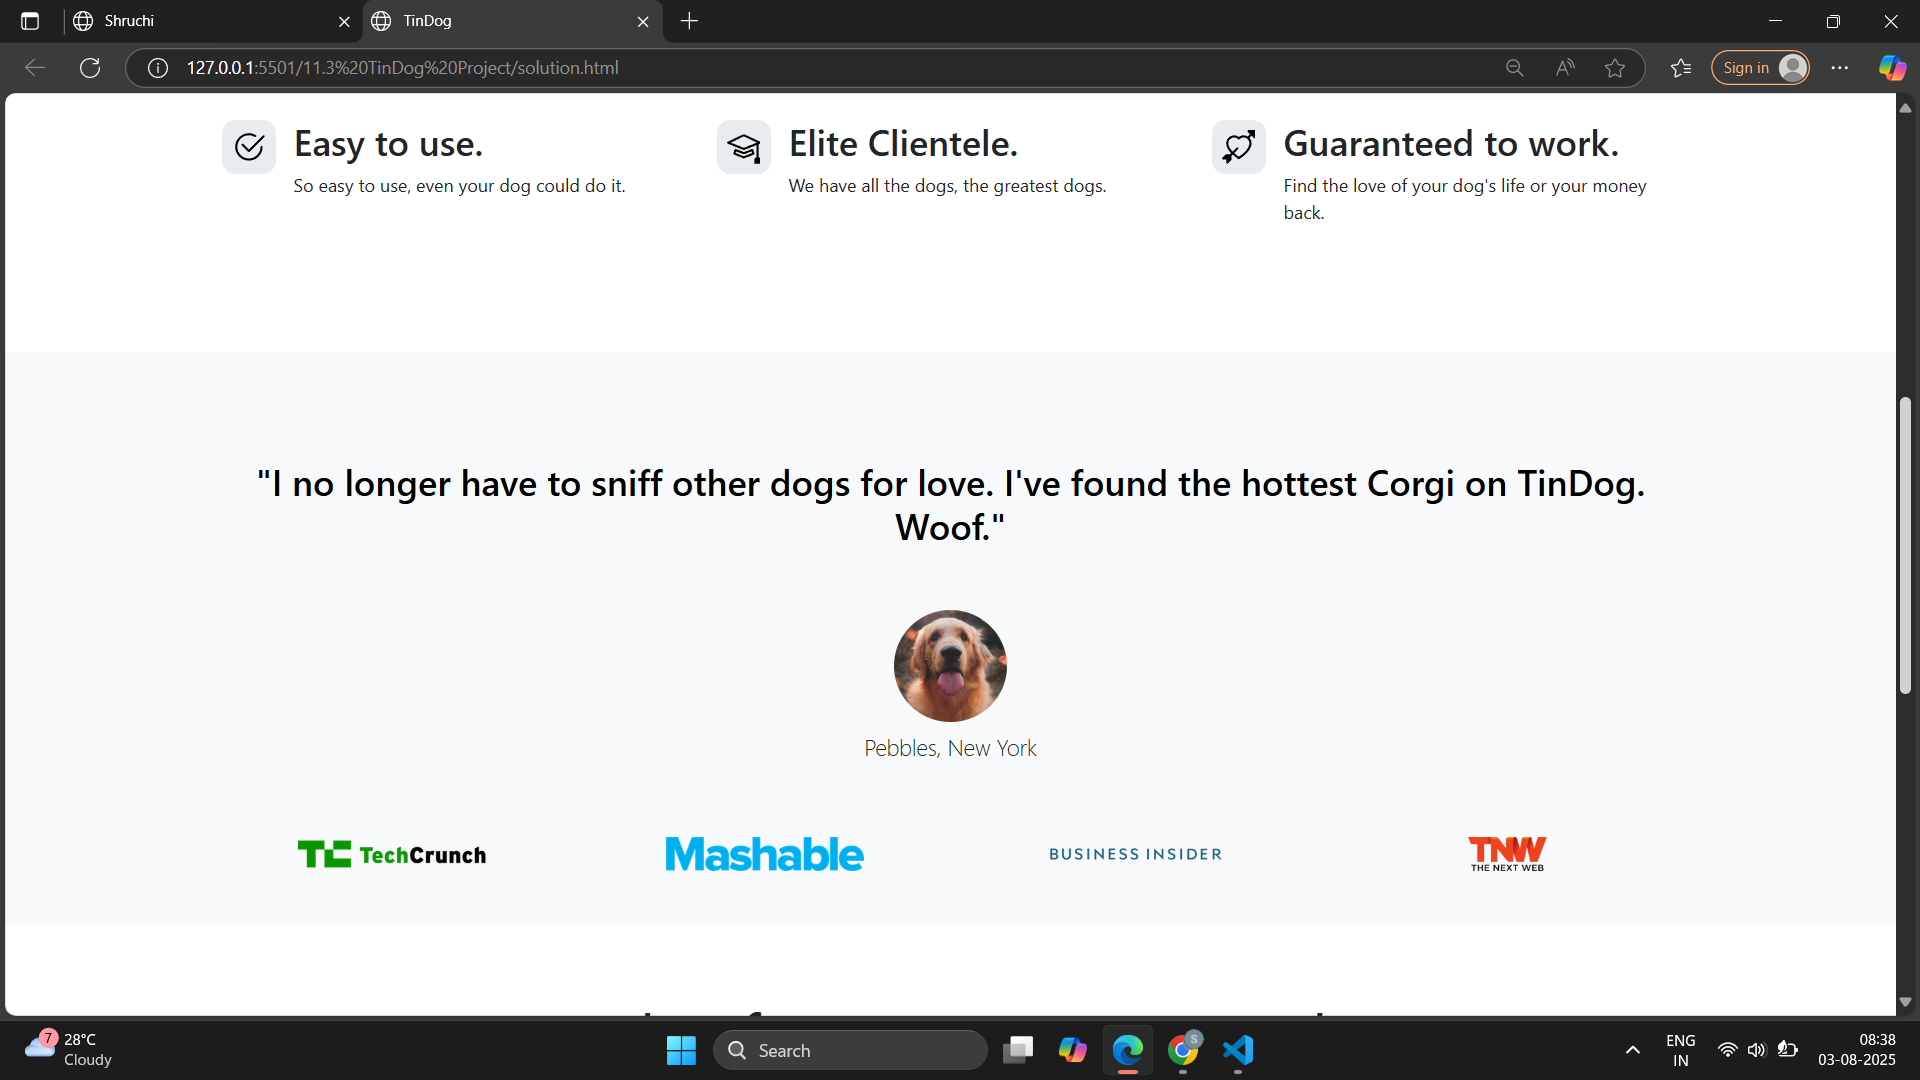 Shruchi
TinDog
127.0.0.1:5501/11.3%20TinDog%20Project/solution.html
Sign in
Easy to use.
So easy to use, even your dog could do it.
Elite Clientele.
We have all the dogs, the greatest dogs.
Guaranteed to work.
Find the love of your dog's life or your money
back.
"I no longer have to sniff other dogs for love. I've found the hottest Corgi on TinDog.
Woof."
Pebbles, New York
TC TechCrunch
Mashable
BUSINESS INSIDER
TNW
THE NEXT WEB
7
28°C
Cloudy
Search
S
ENG
IN
08:38
03-08-2025